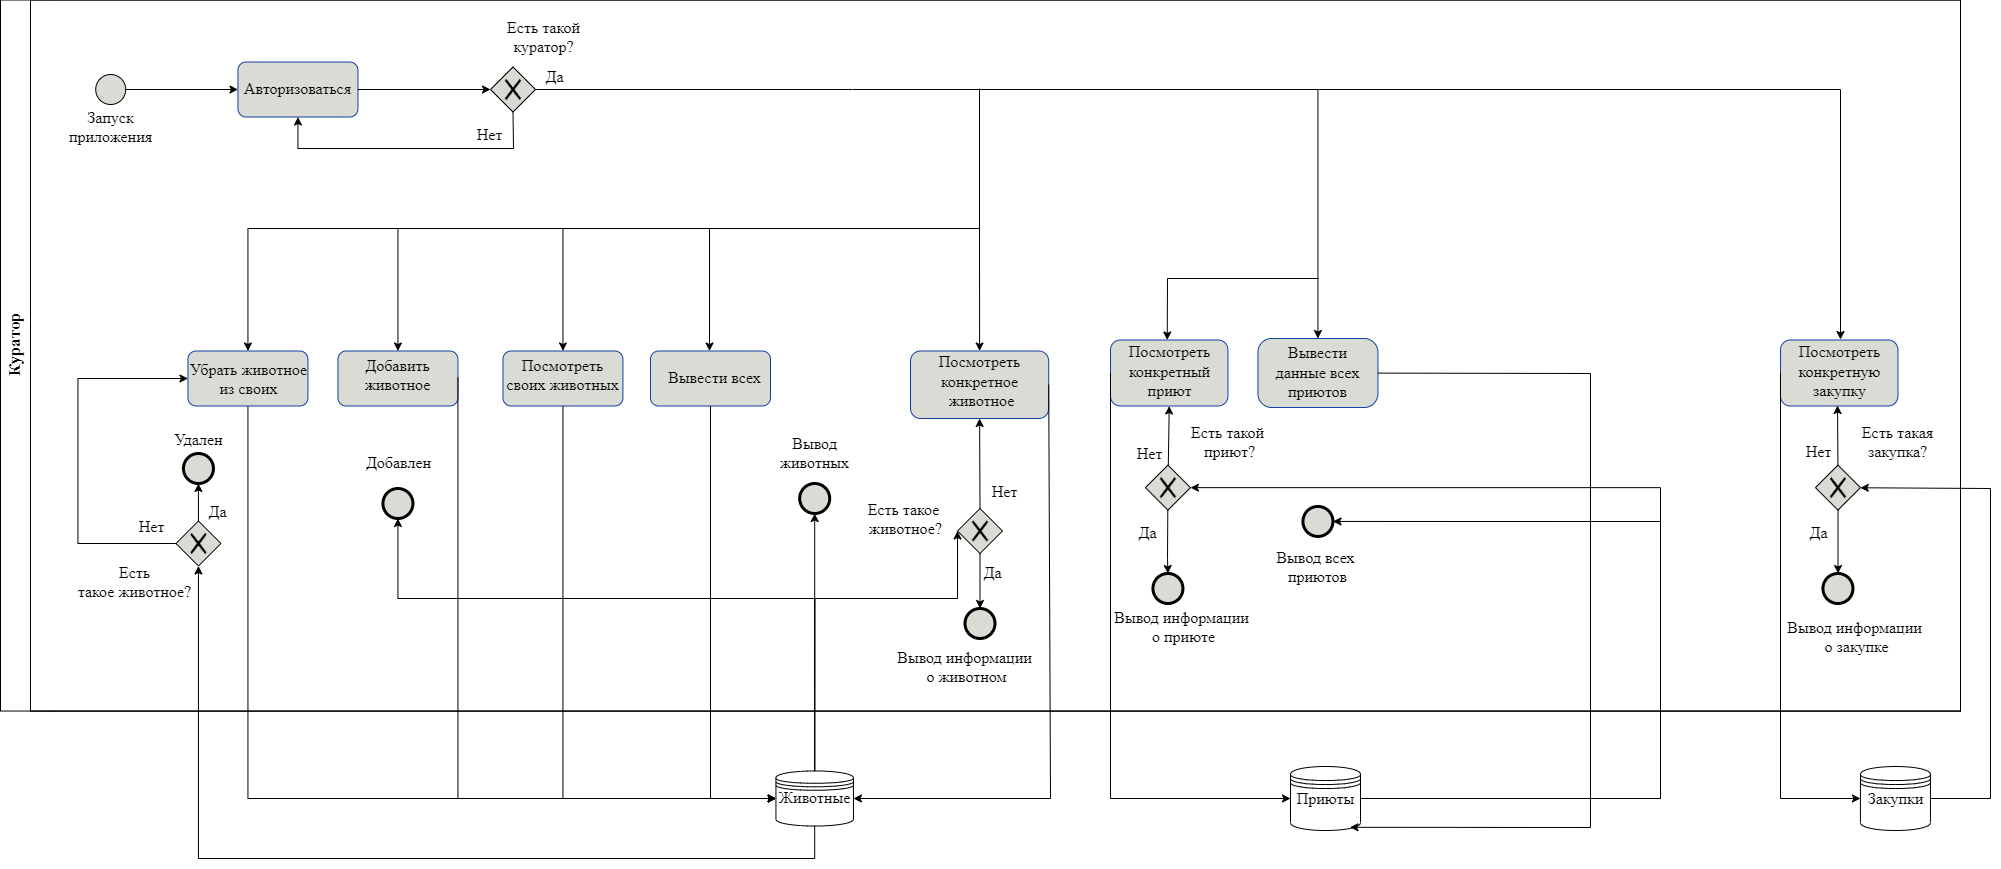 Куратор
Есть такой
куратор?
Да
Авторизоваться
Запуск
приложения
Нет
Убрать животное
из своих
Добавить
животное
Посмотреть
своих животных
Вывести всех
Посмотреть
конкретное
животное
Посмотреть
конкретный
приют
Вывести
данные всех
приютов
Посмотреть
конкретную
закупку
Удален
Да
Нет
Есть
такое животное?
Добавлен
Вывод
животных
Есть такое
животное?
Нет
Да
Вывод информации
о животном
Есть такой
приют?
Нет
Да
Вывод информации
о приюте
Вывод всех
приютов
Есть такая
закупка?
Нет
Да
Вывод информации
о закупке
Животные
Приюты
Закупки